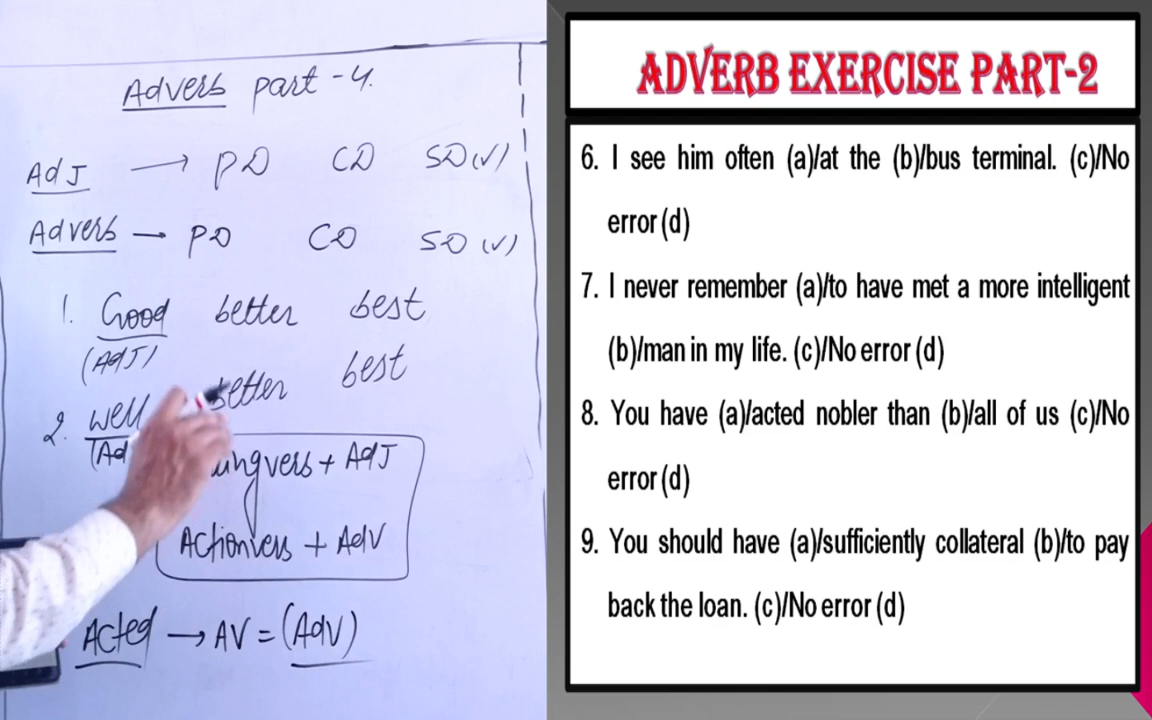 Adverb part - 4.
AdJ → PD CD SD (✓)
Adverb — PD CD SD (✓)
1. Good better best
(AdJ)
2. well better best
AdJ
Action + Adv
Acted → AV = (Adv)
ADVERB EXERCISE PART-2
6. I see him often (a)/at the (b)/bus terminal. (c)/No
error (d)
7. I never remember (a)/to have met a more intelligent
(b)/man in my life. (c)/No error (d)
8. You have (a)/acted nobler than (b)/all of us (c)/No
error (d)
9. You should have (a)/sufficiently collateral (b)/to pay
back the loan. (c)/No error (d)